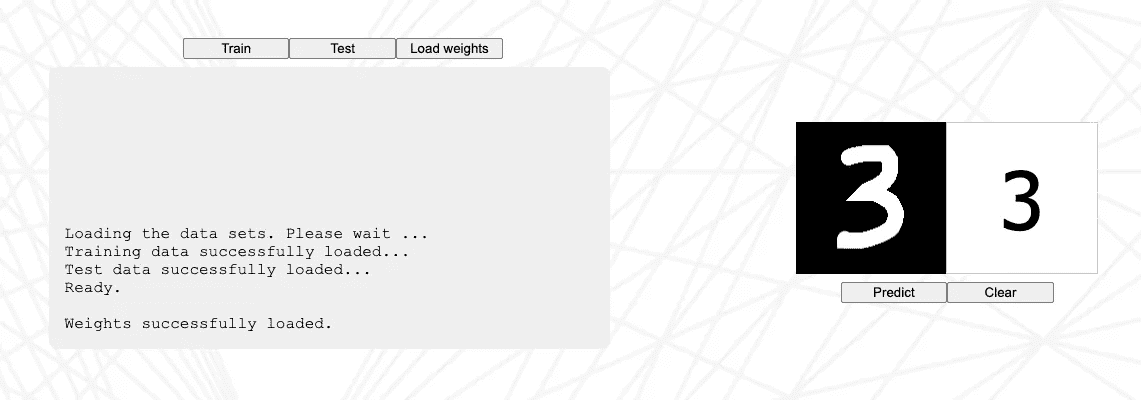 Train Test Load weights
Loading the data sets. Please wait ...
Training data successfully loaded...
Test data successfully loaded...
Ready.
Weights successfully loaded.
3 3
Predict Clear